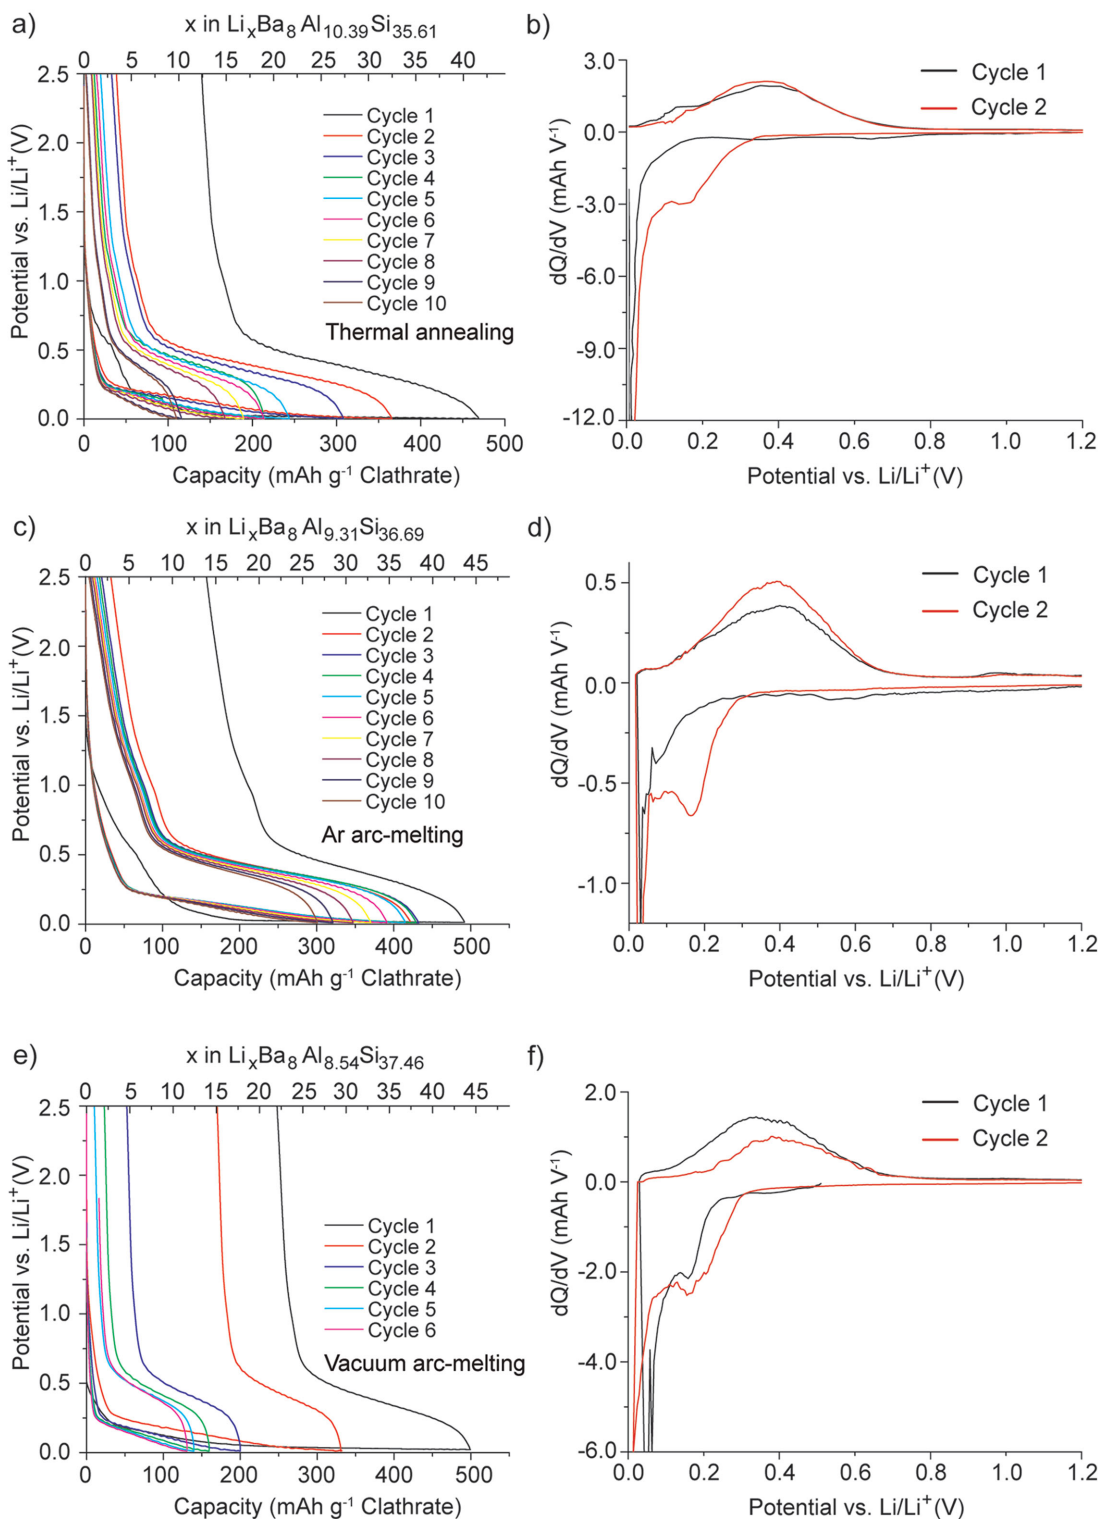 a)
x in LiₓBa₈ Al₁₀.₃₉Si₃₅.₆₁
0 5 10 15 20 25 30 35 40
2.5
2.0
1.5
1.0
0.5
0.0
Potential vs. Li/Li⁺(V)
Cycle 1
Cycle 2
Cycle 3
Cycle 4
Cycle 5
Cycle 6
Cycle 7
Cycle 8
Cycle 9
Cycle 10
Thermal annealing
0 100 200 300 400 500
Capacity (mAh g⁻¹ Clathrate)
b)
3.0
0.0
-3.0
-6.0
-9.0
-12.0
dQ/dV (mAh V⁻¹)
Cycle 1
Cycle 2
0.0 0.2 0.4 0.6 0.8 1.0 1.2
Potential vs. Li/Li⁺(V)
c)
x in LiₓBa₈ Al₉.₃₁Si₃₆.₆₉
0 5 10 15 20 25 30 35 40 45
2.5
2.0
1.5
1.0
0.5
0.0
Potential vs. Li/Li⁺(V)
Cycle 1
Cycle 2
Cycle 3
Cycle 4
Cycle 5
Cycle 6
Cycle 7
Cycle 8
Cycle 9
Cycle 10
Ar arc-melting
0 100 200 300 400 500
Capacity (mAh g⁻¹ Clathrate)
d)
0.5
0.0
-0.5
-1.0
dQ/dV (mAh V⁻¹)
Cycle 1
Cycle 2
0.0 0.2 0.4 0.6 0.8 1.0 1.2
Potential vs. Li/Li⁺(V)
e)
x in LiₓBa₈ Al₈.₅₄Si₃₇.₄₆
0 5 10 15 20 25 30 35 40 45
2.5
2.0
1.5
1.0
0.5
0.0
Potential vs. Li/Li⁺(V)
Cycle 1
Cycle 2
Cycle 3
Cycle 4
Cycle 5
Cycle 6
Vacuum arc-melting
0 100 200 300 400 500
Capacity (mAh g⁻¹ Clathrate)
f)
2.0
0.0
-2.0
-4.0
-6.0
dQ/dV (mAh V⁻¹)
Cycle 1
Cycle 2
0.0 0.2 0.4 0.6 0.8 1.0 1.2
Potential vs. Li/Li⁺(V)